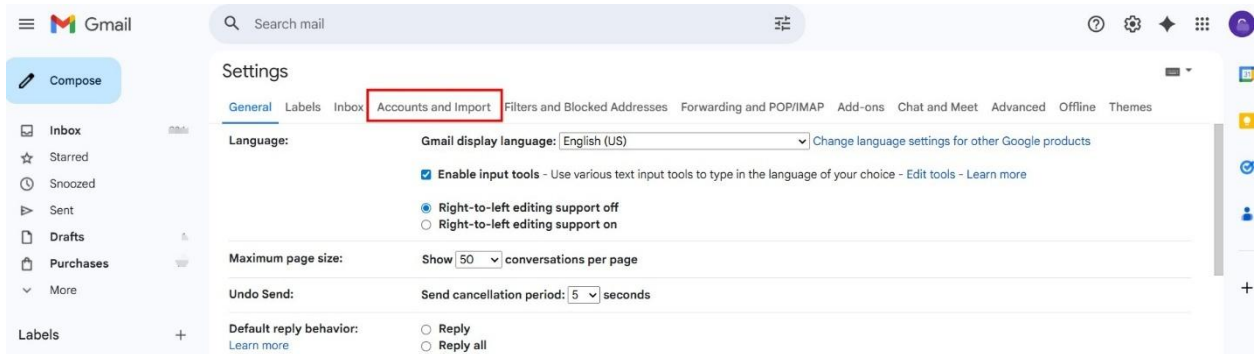 Gmail
Search mail
Compose
Inbox
Starred
Snoozed
Sent
Drafts
Purchases
More
Labels
Settings
General Labels Inbox Accounts and Import Filters and Blocked Addresses Forwarding and POP/IMAP Add-ons Chat and Meet Advanced Offline Themes
Language: Gmail display language: English (US) Change language settings for other Google products
Enable input tools - Use various text input tools to type in the language of your choice - Edit tools - Learn more
Right-to-left editing support off
Right-to-left editing support on
Maximum page size: Show 50 conversations per page
Undo Send: Send cancellation period: 5 seconds
Default reply behavior: Reply
Learn more Reply all
31